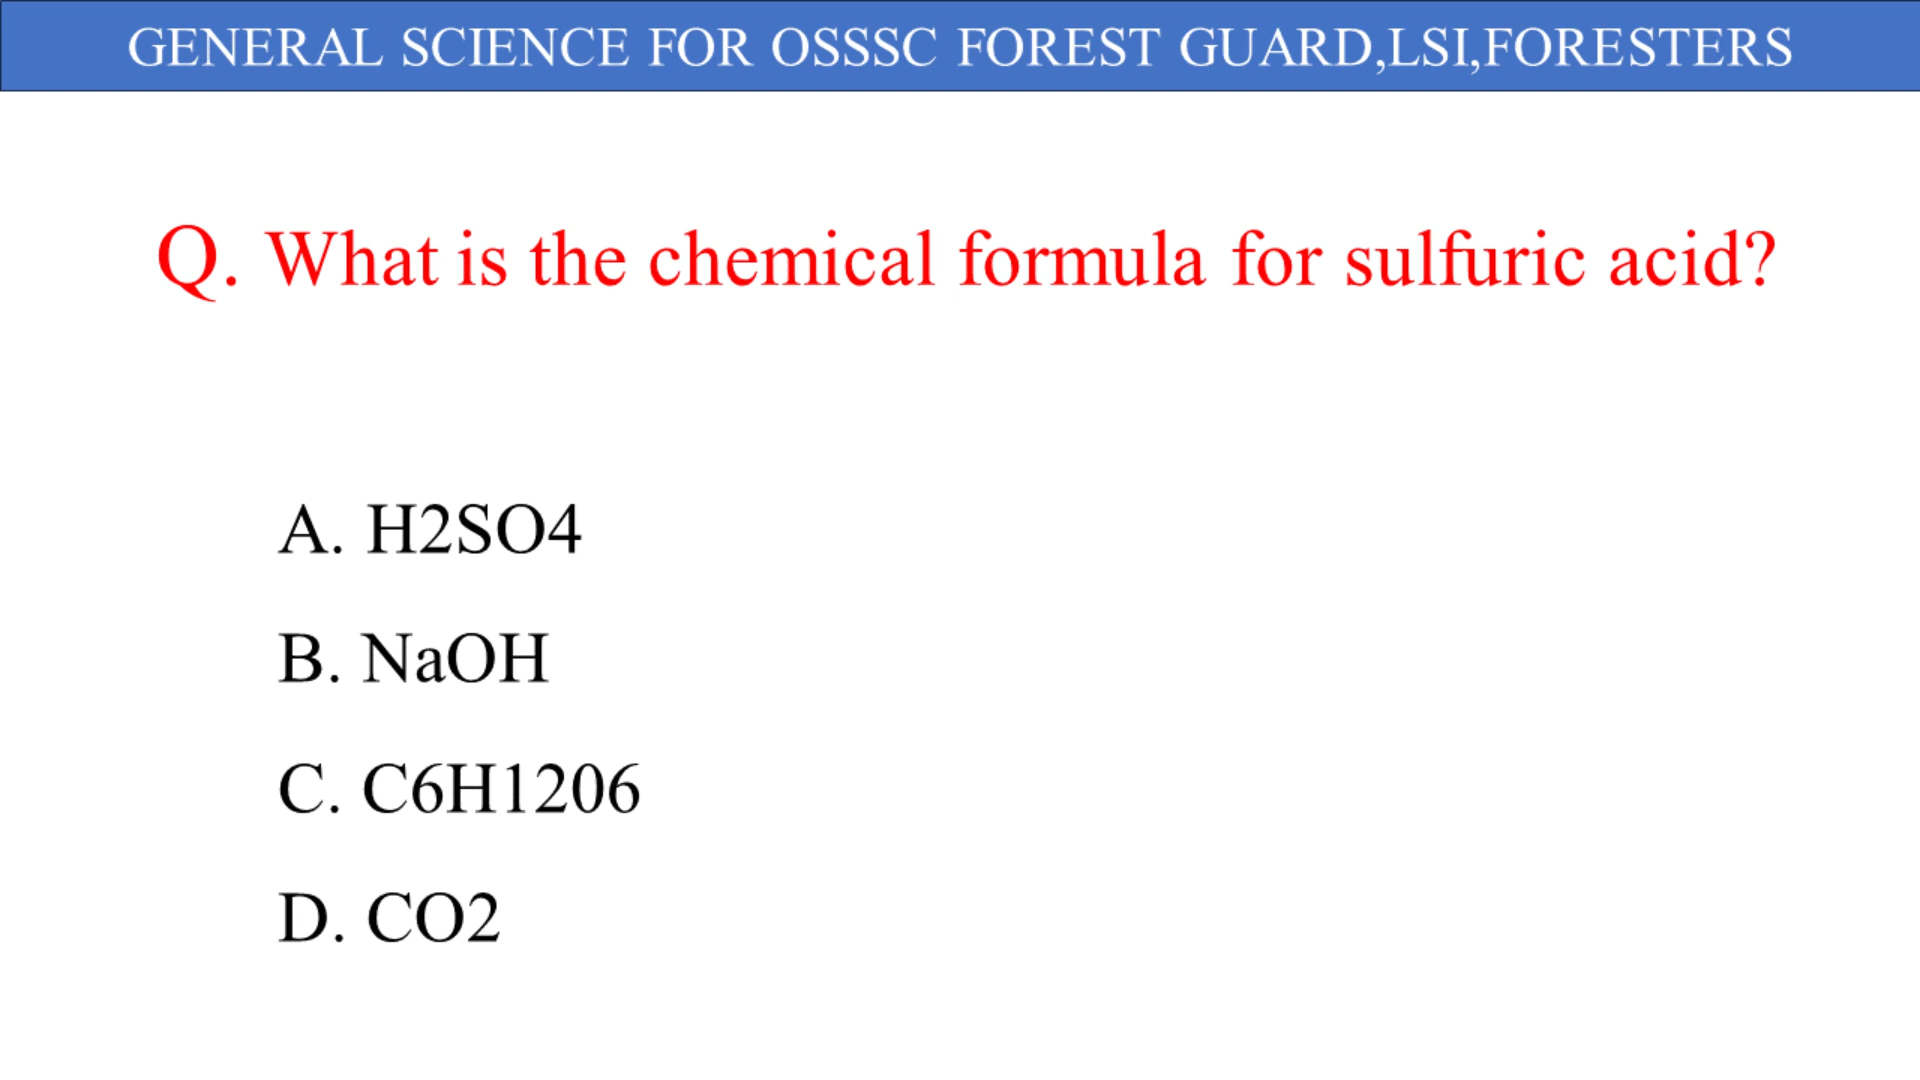 GENERAL SCIENCE FOR OSSSC FOREST GUARD,LSI,FORESTERS
Q. What is the chemical formula for sulfuric acid?
A. H2SO4
B. NaOH
C. C6H1206
D. CO2